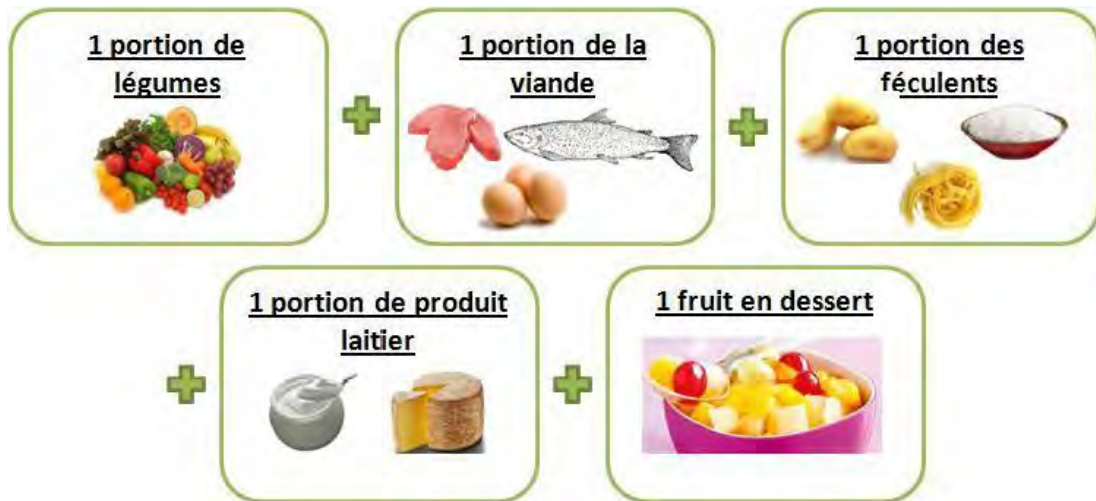 1 portion de
légumes
1 portion de la
viande
1 portion des
féculents
1 portion de produit
laitier
1 fruit en dessert